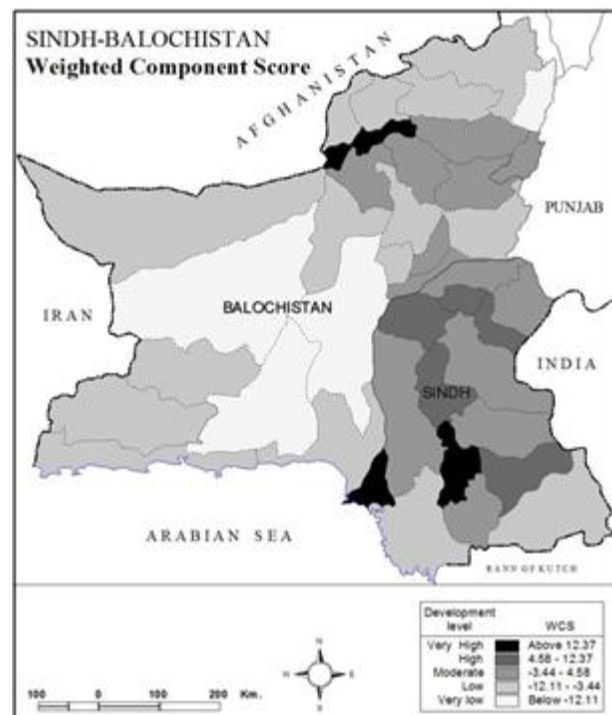 SINDH-BALOCHISTAN
Weighted Component Score
AFGHANISTAN
PUNJAB
IRAN
BALOCHISTAN
INDIA
SINDH
ARABIAN SEA
RANN OF KUTCH
Development level WCS
Very High Above 12.37
High 4.58 - 12.37
Moderate -3.44 - 4.58
Low -12.11 - -3.44
Very low Below -12.11
N
W E
S
100 0 100 200 Km.